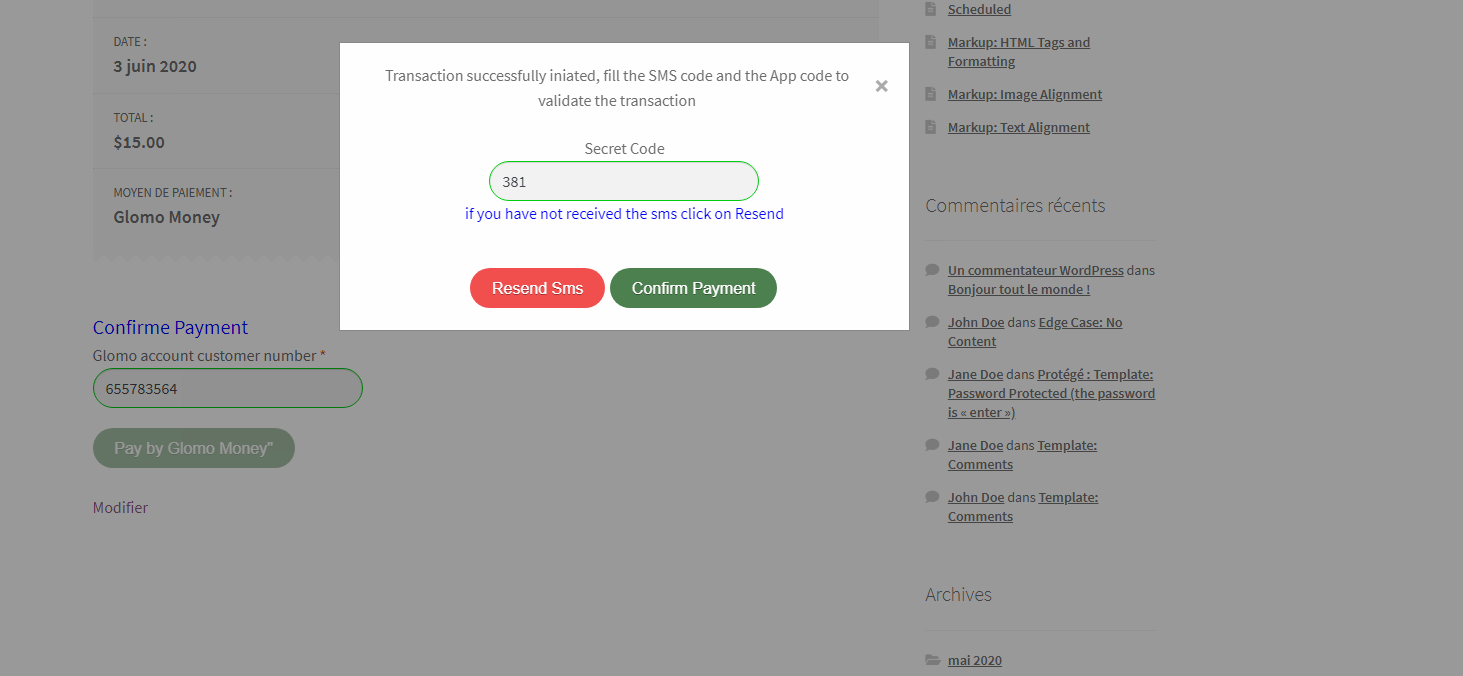 DATE :
3 juin 2020
TOTAL :
$15.00
MOYEN DE PAIEMENT :
Glomo Money
Transaction successfully iniated, fill the SMS code and the App code to
validate the transaction
×
Secret Code
381
if you have not received the sms click on Resend
Resend Sms
Confirm Payment
Confirme Payment
Glomo account customer number *
655783564
Pay by Glomo Money"
Modifier
Scheduled
Markup: HTML Tags and
Formatting
Markup: Image Alignment
Markup: Text Alignment
Commentaires récents
Un commentateur WordPress dans
Bonjour tout le monde !
John Doe dans Edge Case: No
Content
Jane Doe dans Protégé : Template:
Password Protected (the password
is « enter »)
Jane Doe dans Template:
Comments
John Doe dans Template:
Comments
Archives
mai 2020